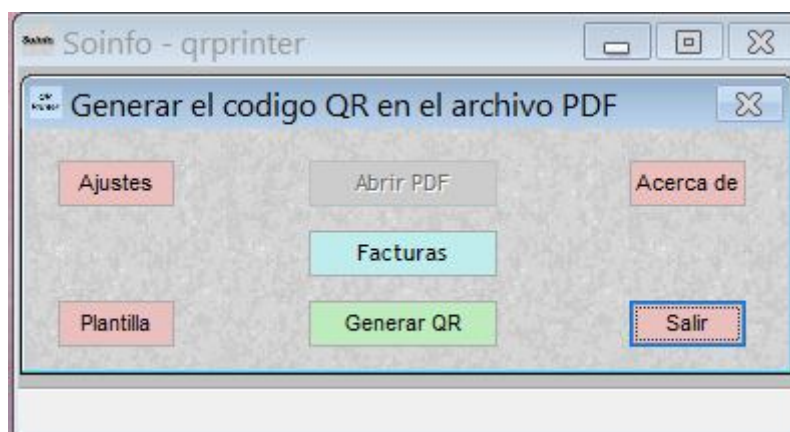 Soinfo - qrprinter
Generar el codigo QR en el archivo PDF
Ajustes
Abrir PDF
Acerca de
Facturas
Plantilla
Generar QR
Salir